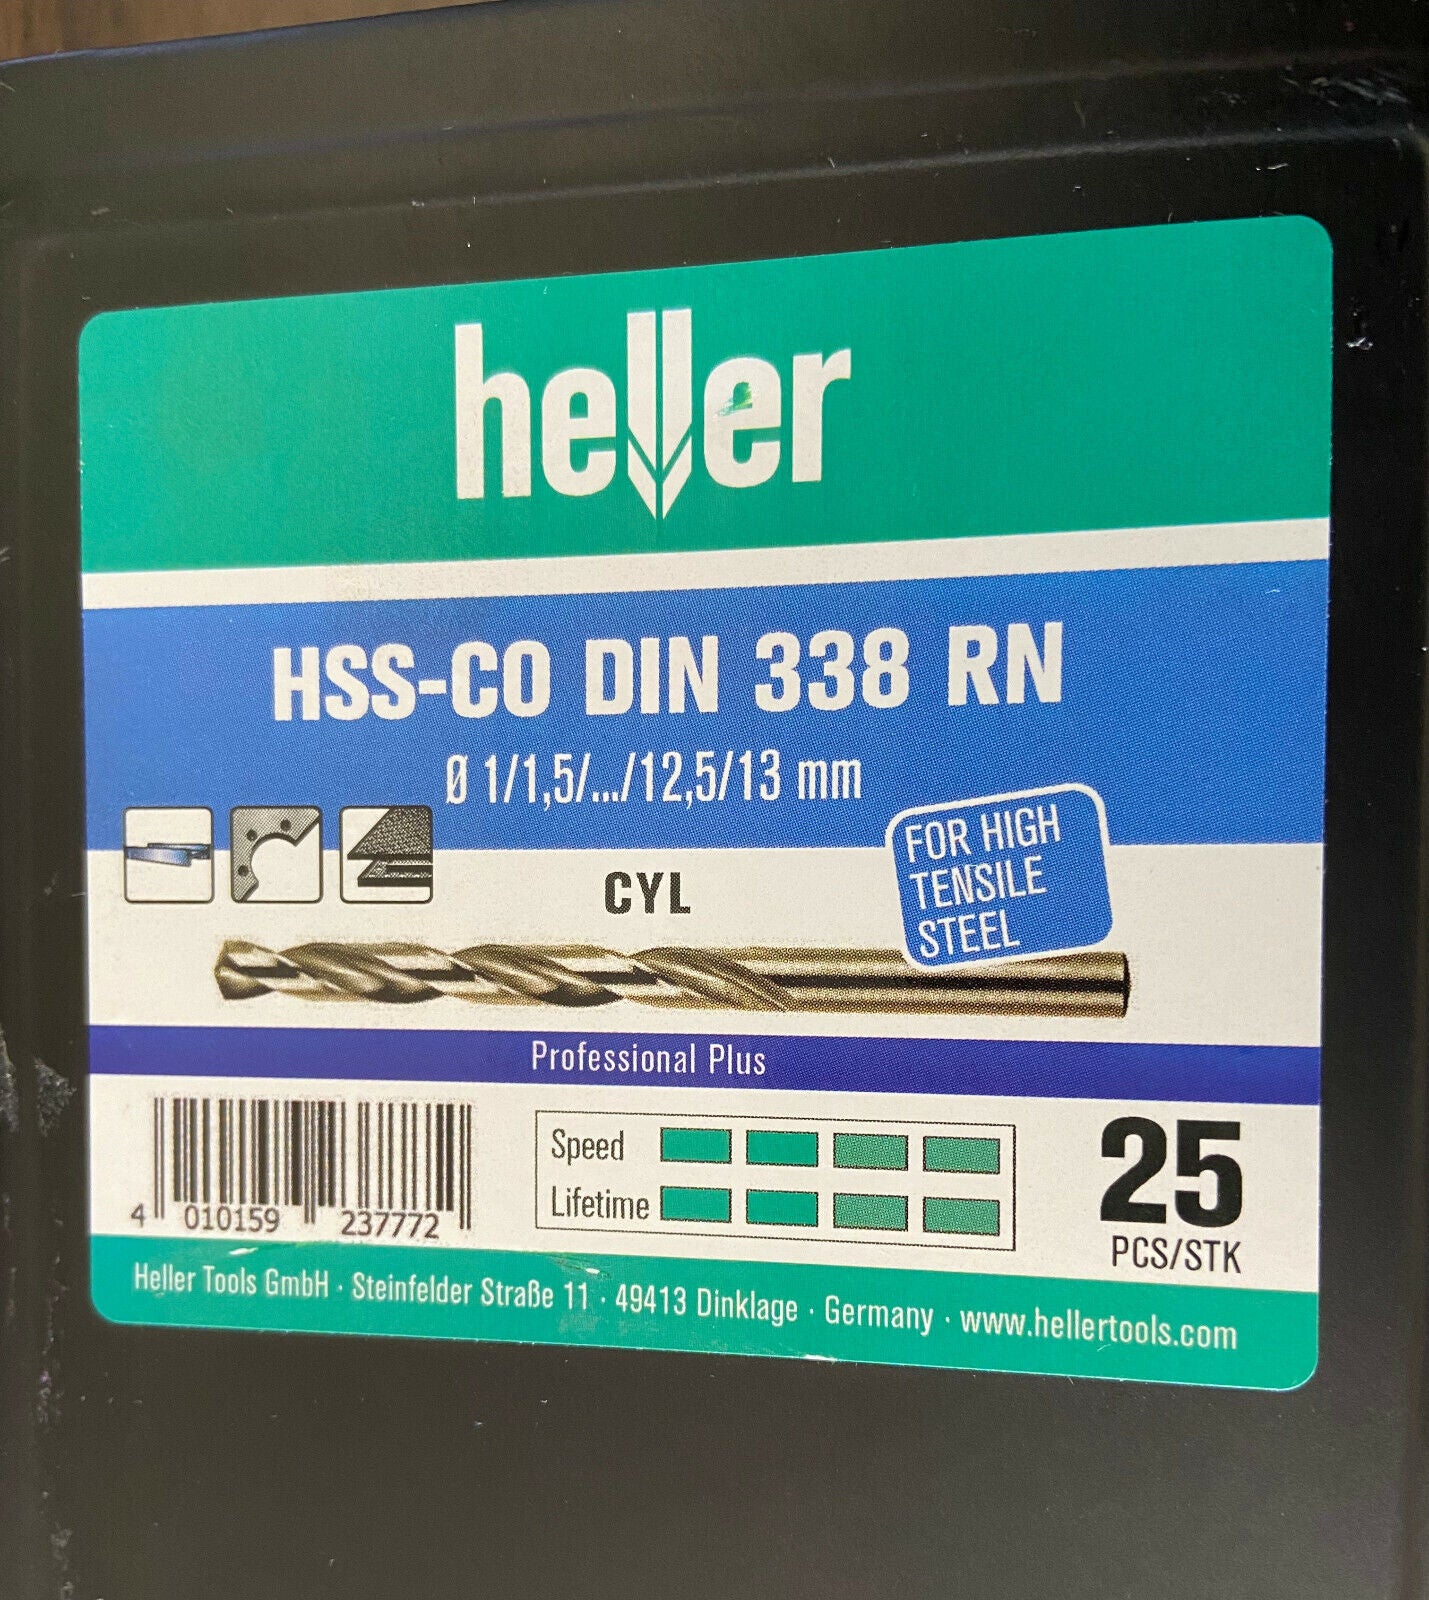 heller
HSS-CO DIN 338 RN
Ø 1/1,5/.../12,5/13 mm
FOR HIGH
TENSILE
STEEL
CYL
Professional Plus
Speed
Lifetime
25
PCS/STK
4 010159 237772
Heller Tools GmbH · Steinfelder Straße 11 · 49413 Dinklage · Germany · www.hellertools.com